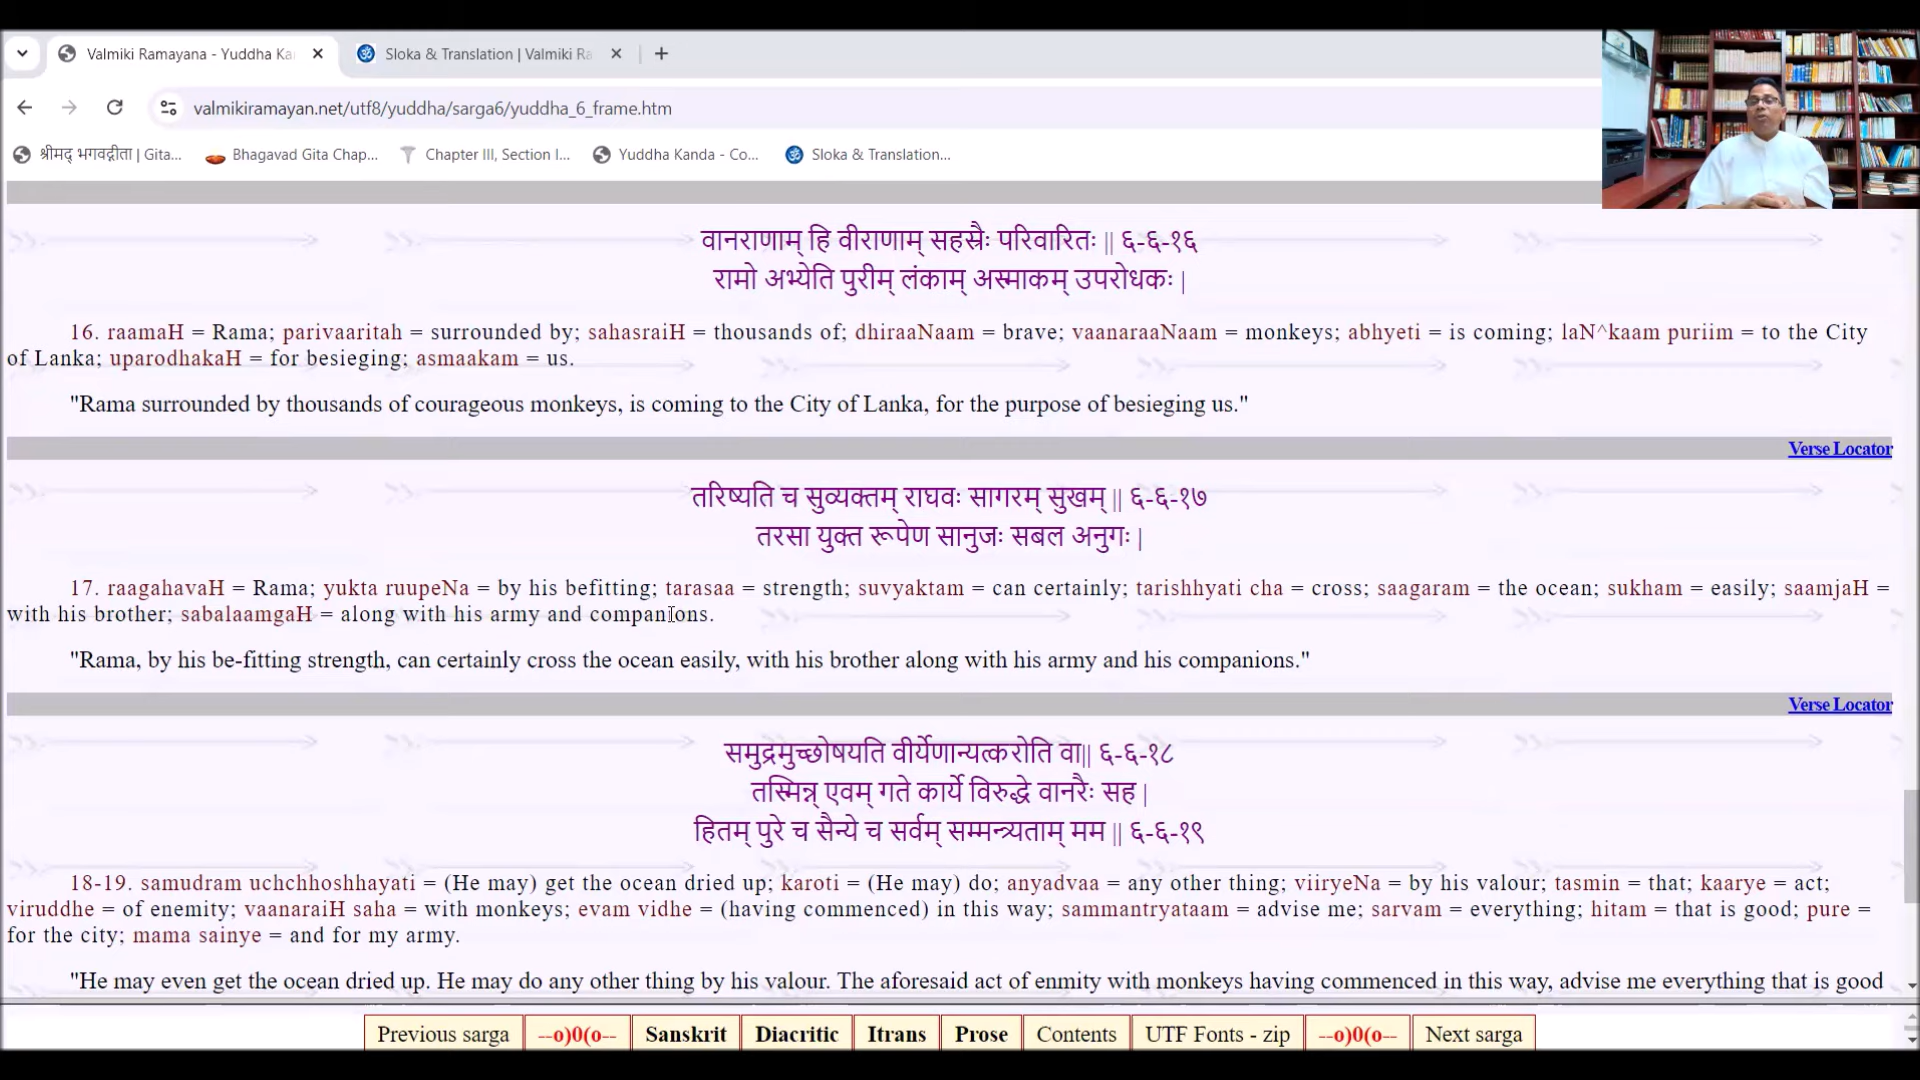 Valmiki Ramayana - Yuddha Ka
Sloka & Translation | Valmiki Ra
valmikiramayan.net/utf8/yuddha/sarga6/yuddha_6_frame.htm
श्रीमद् भगवद्गीता | Gita...
Bhagavad Gita Chap...
Chapter III, Section I...
Yuddha Kanda - Co...
Sloka & Translation...
वानराणाम् हि वीराणाम् सहस्रैः परिवारितः || ६-६-१६
रामो अभ्येति पुरीम् लंकाम् अस्माकम् उपरोधकः |
16. raamaH = Rama; parivaaritah = surrounded by; sahasraiH = thousands of; dhiraaNaam = brave; vaanaraaNaam = monkeys; abhyeti = is coming; laN^kaam puriim = to the City
of Lanka; uparodhakaH = for besieging; asmaakam = us.
"Rama surrounded by thousands of courageous monkeys, is coming to the City of Lanka, for the purpose of besieging us."
Verse Locator
तरिष्यति च सुव्यक्तम् राघवः सागरम् सुखम् || ६-६-१७
तरसा युक्त रूपेण सानुजः सबल अनुगः |
17. raagahavaH = Rama; yukta ruupeNa = by his befitting; tarasaa = strength; suvyaktam = can certainly; tarishhyati cha = cross; saagaram = the ocean; sukham = easily; saamjaH =
with his brother; sabalaamgaH = along with his army and companions.
"Rama, by his be-fitting strength, can certainly cross the ocean easily, with his brother along with his army and his companions."
Verse Locator
समुद्रमुच्छोषयति वीर्येणान्यत्करोति वा|| ६-६-१८
तस्मिन्न् एवम् गते कार्ये विरुद्धे वानरैः सह |
हितम् पुरे च सैन्ये च सर्वम् सम्मन्त्र्यताम् मम || ६-६-१९
18-19. samudram uchchhoshhayati = (He may) get the ocean dried up; karoti = (He may) do; anyadvaa = any other thing; viiryeNa = by his valour; tasmin = that; kaarye = act;
viruddhe = of enemity; vaanaraiH saha = with monkeys; evam vidhe = (having commenced) in this way; sammantryataam = advise me; sarvam = everything; hitam = that is good; pure =
for the city; mama sainye = and for my army.
"He may even get the ocean dried up. He may do any other thing by his valour. The aforesaid act of enmity with monkeys having commenced in this way, advise me everything that is good
Previous sarga
--o)0(o--
Sanskrit
Diacritic
Itrans
Prose
Contents
UTF Fonts - zip
--o)0(o--
Next sarga